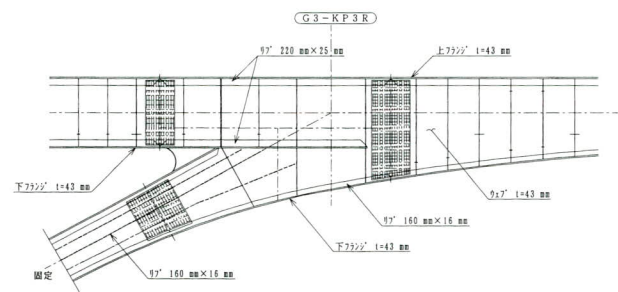 G3-KP3R
ﾘﾌﾞ 220 mm×25 mm
上ﾌﾗﾝｼﾞ t=43 mm
下ﾌﾗﾝｼﾞ t=43 mm
ｳｪﾌﾞ t=43 mm
ﾘﾌﾞ 160 mm×16 mm
下ﾌﾗﾝｼﾞ t=43 mm
固定
ﾘﾌﾞ 160 mm×16 mm